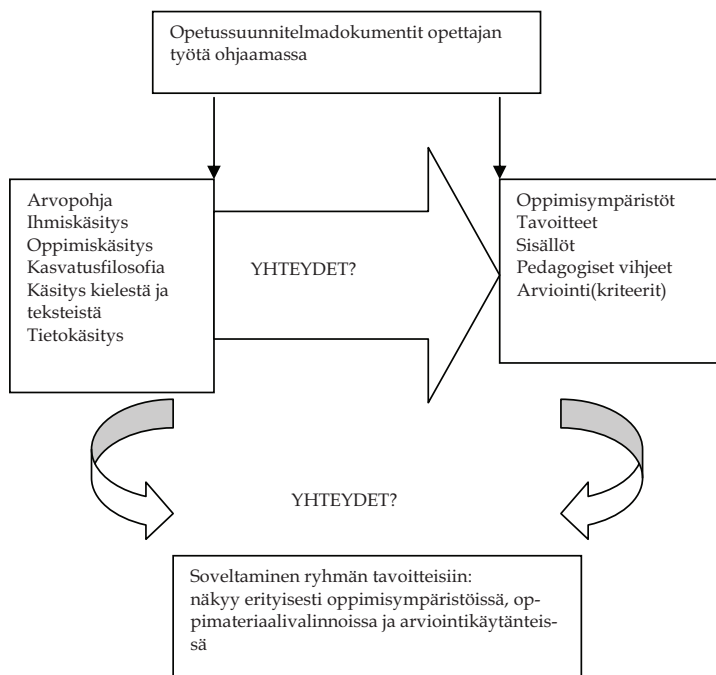 Opetussuunnitelmadokumentit opettajan
työtä ohjaamassa
Arvopohja
Ihmiskäsitys
Oppimiskäsitys
Kasvatusfilosofia
Käsitys kielestä ja
teksteistä
Tietokäsitys
YHTEYDET?
Oppimisympäristöt
Tavoitteet
Sisällöt
Pedagogiset vihjeet
Arviointi(kriteerit)
YHTEYDET?
Soveltaminen ryhmän tavoitteisiin:
näkyy erityisesti oppimisympäristöissä, op-
pimateriaalivalinnoissa ja arviointikäytänteis-
sä